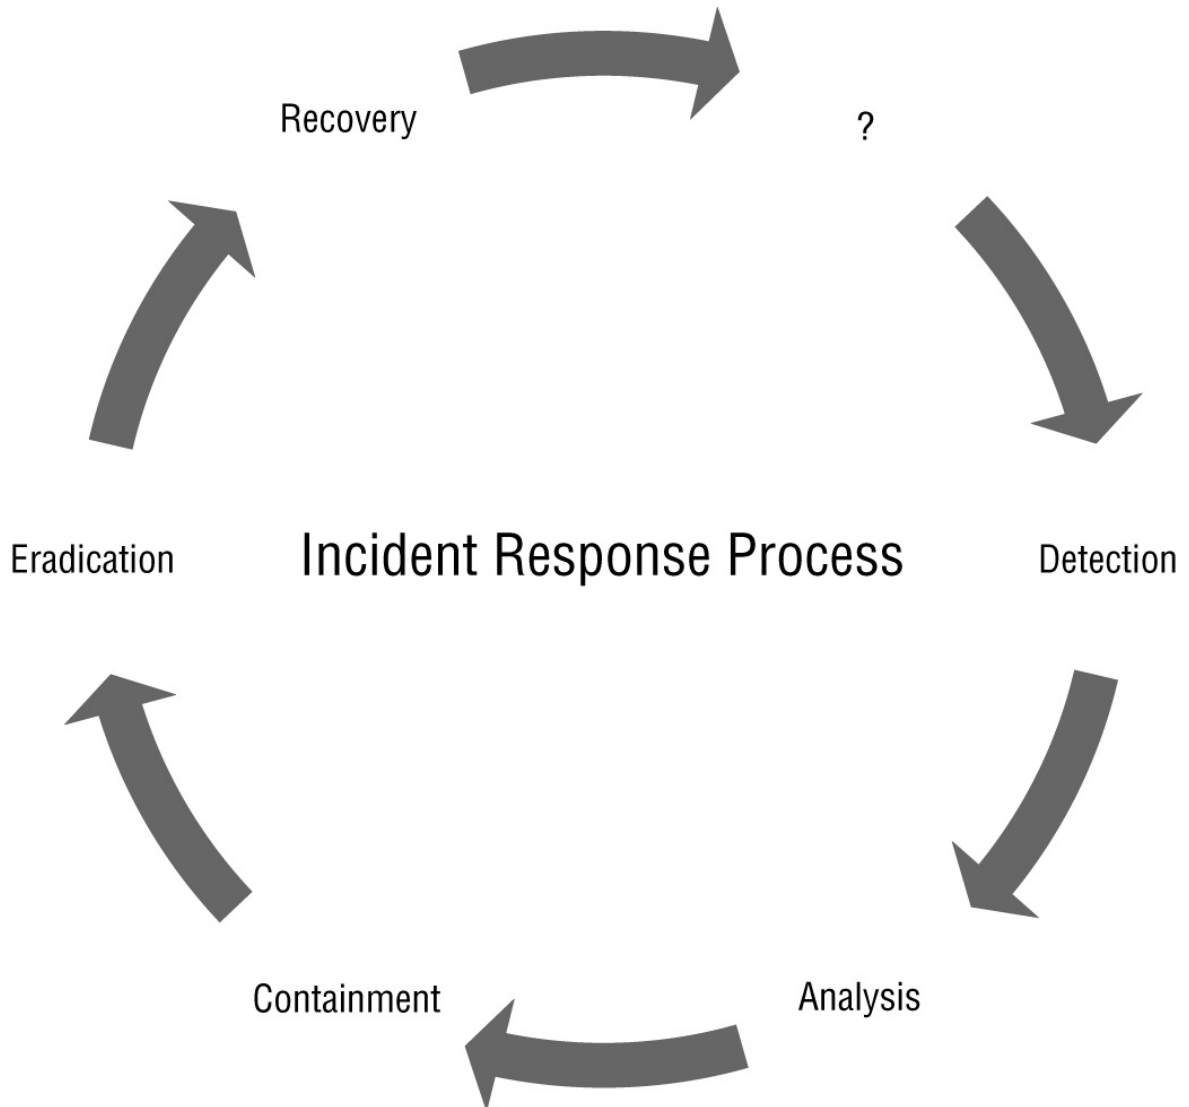 Recovery
?
Eradication
Incident Response Process
Detection
Containment
Analysis